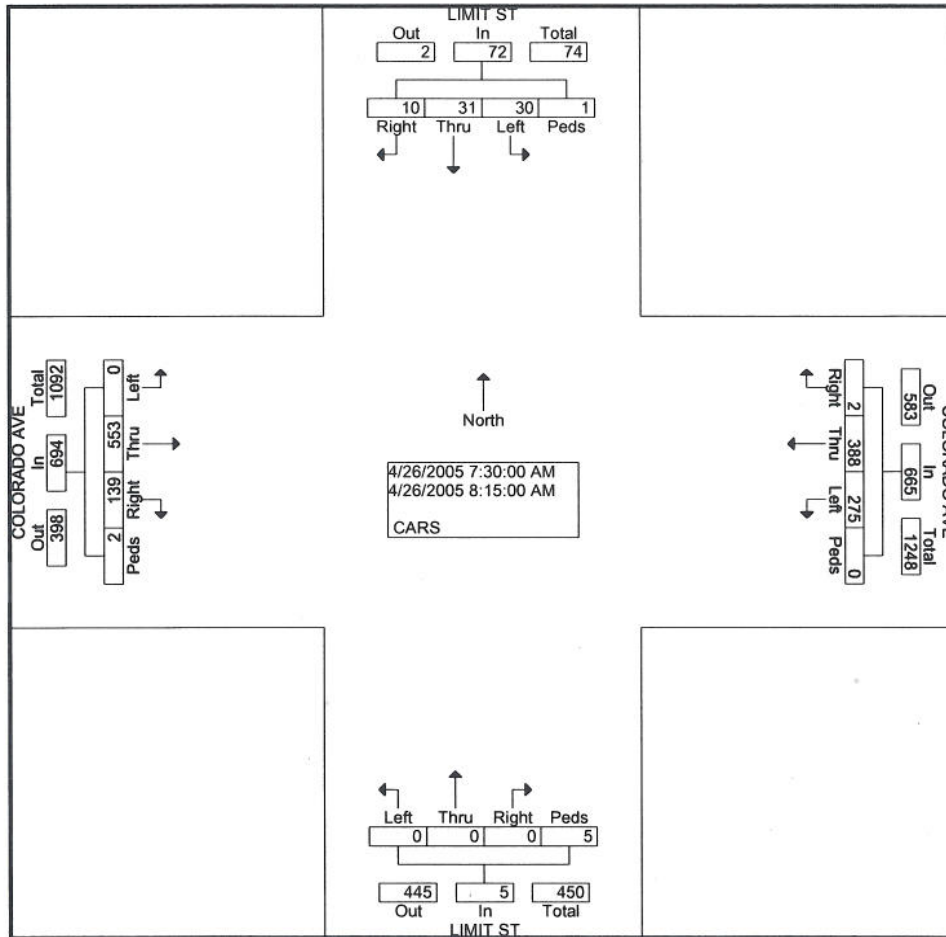 LIMIT ST
Out In Total
2 72 74
10 31 30 1
Right Thru Left Peds
COLORADO AVE
Total In Out
1092 694 398
0 553 139 2
Left Thru Right Peds
North
4/26/2005 7:30:00 AM
4/26/2005 8:15:00 AM
CARS
Right Thru Left Peds
2 388 275 0
583 665 1248
Out In Total
COLORADO AVE
Left Thru Right Peds
0 0 0 5
445 5 450
Out In Total
LIMIT ST